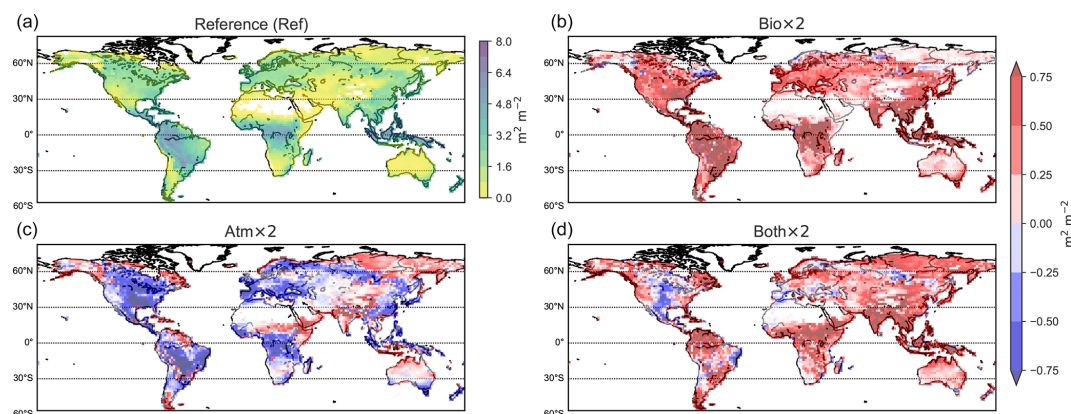 (a) Reference (Ref)
60°N
30°N
0°
30°S
60°S
8.0
6.4
4.8
3.2
1.6
0.0
m² m⁻²
(b) Bio×2
60°N
30°N
0°
30°S
60°S
(c) Atm×2
60°N
30°N
0°
30°S
60°S
(d) Both×2
60°N
30°N
0°
30°S
60°S
0.75
0.50
0.25
0.00
−0.25
−0.50
−0.75
m² m⁻²